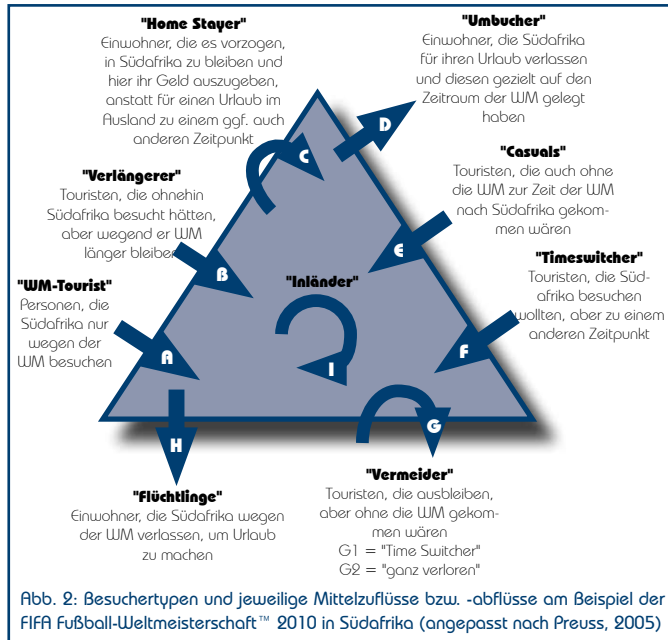 "Home Stayer"
Einwohner, die es vorzogen,
in Südafrika zu bleiben und
hier ihr Geld auszugeben,
anstatt für einen Urlaub im
Ausland zu einem ggf. auch
anderen Zeitpunkt
"Umbucher"
Einwohner, die Südafrika
für ihren Urlaub verlassen
und diesen gezielt auf den
Zeitraum der WM gelegt
haben
"Verlängerer"
Touristen, die ohnehin
Südafrika besucht hätten,
aber wegend er WM
länger bleiben
"Casuals"
Touristen, die auch ohne
die WM zur Zeit der WM
nach Südafrika gekom-
men wären
"WM-Tourist"
Personen, die
Südafrika nur
wegen der
WM besuchen
"Timeswitcher"
Touristen, die Süd-
afrika besuchen
wollten, aber zu einem
anderen Zeitpunkt
"Inländer"
C
D
B
E
A
F
I
H
G
"Flüchtlinge"
Einwohner, die Südafrika wegen
der WM verlassen, um Urlaub
zu machen
"Vermeider"
Touristen, die ausbleiben,
aber ohne die WM gekom-
men wären
G1 = "Time Switcher"
G2 = "ganz verloren"
Abb. 2: Besuchertypen und jeweilige Mittelzuflüsse bzw. -abflüsse am Beispiel der
FIFA Fußball-Weltmeisterschaft™ 2010 in Südafrika (angepasst nach Preuss, 2005)